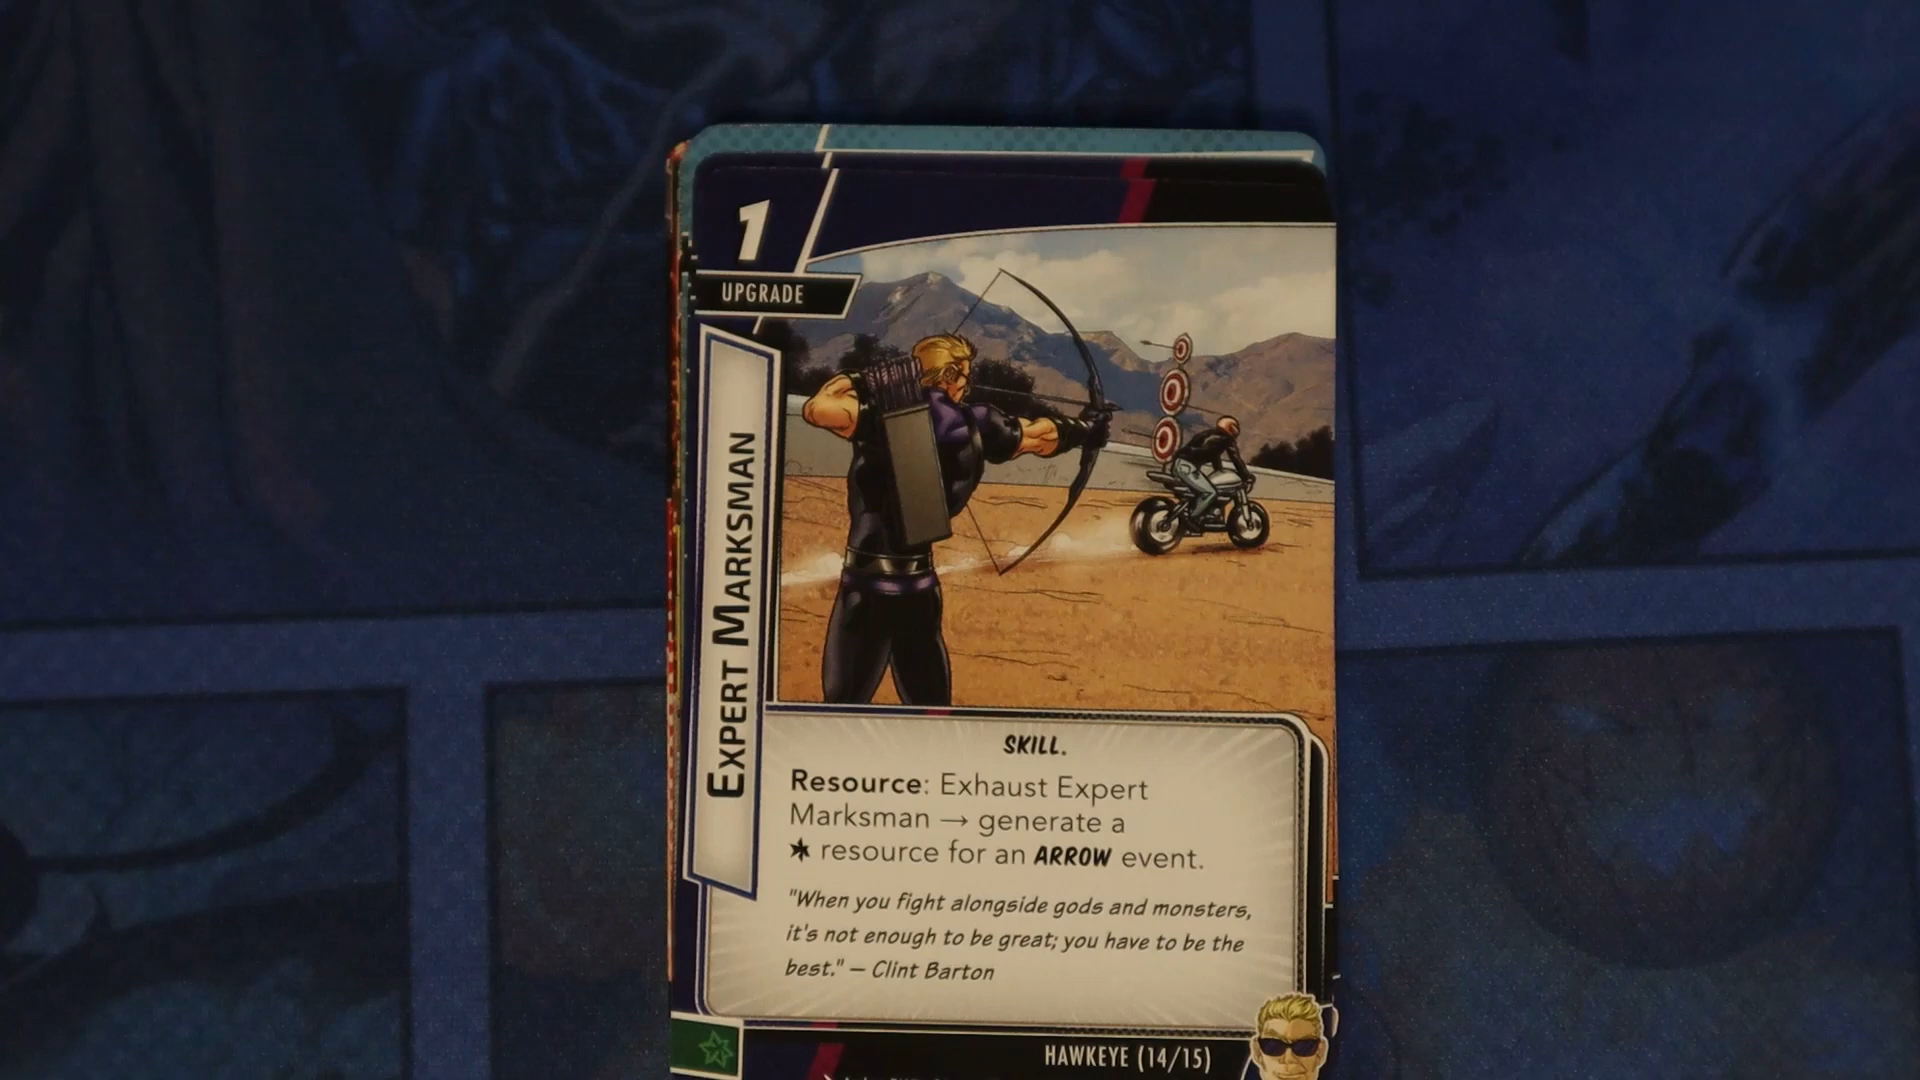 1
UPGRADE
EXPERT MARKSMAN
SKILL.
Resource: Exhaust Expert
Marksman → generate a
resource for an ARROW event.
"When you fight alongside gods and monsters,
it's not enough to be great; you have to be the
best." – Clint Barton
HAWKEYE (14/15)